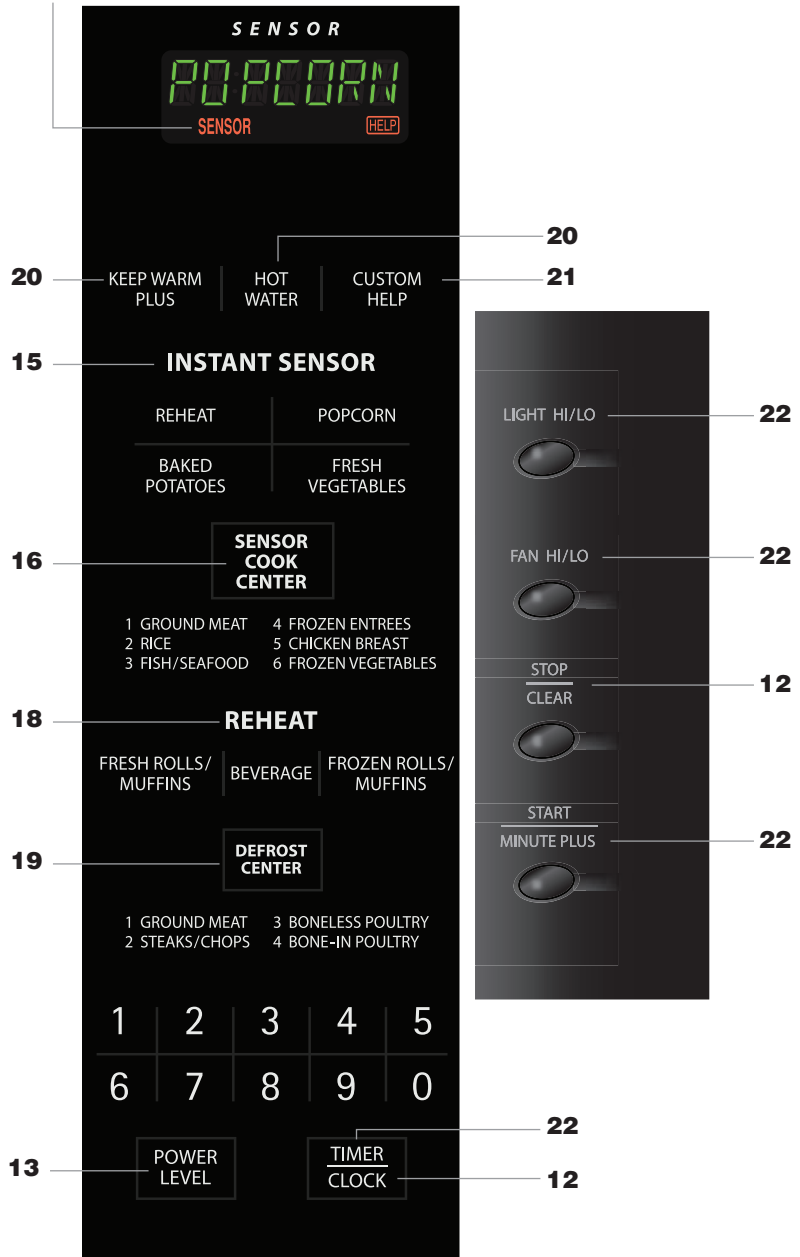 SENSOR
POPCORN
SENSOR HELP
20
20 KEEP WARM PLUS
HOT WATER
CUSTOM HELP 21
15 INSTANT SENSOR
REHEAT POPCORN
BAKED POTATOES
FRESH VEGETABLES
16 SENSOR COOK CENTER
1 GROUND MEAT 4 FROZEN ENTREES
2 RICE 5 CHICKEN BREAST
3 FISH/SEAFOOD 6 FROZEN VEGETABLES
18 REHEAT
FRESH ROLLS/ MUFFINS
BEVERAGE
FROZEN ROLLS/ MUFFINS
19 DEFROST CENTER
1 GROUND MEAT 3 BONELESS POULTRY
2 STEAKS/CHOPS 4 BONE-IN POULTRY
1 2 3 4 5
6 7 8 9 0
13 POWER LEVEL
22
TIMER
CLOCK 12
LIGHT HI/LO 22
FAN HI/LO 22
STOP
CLEAR 12
START
MINUTE PLUS 22